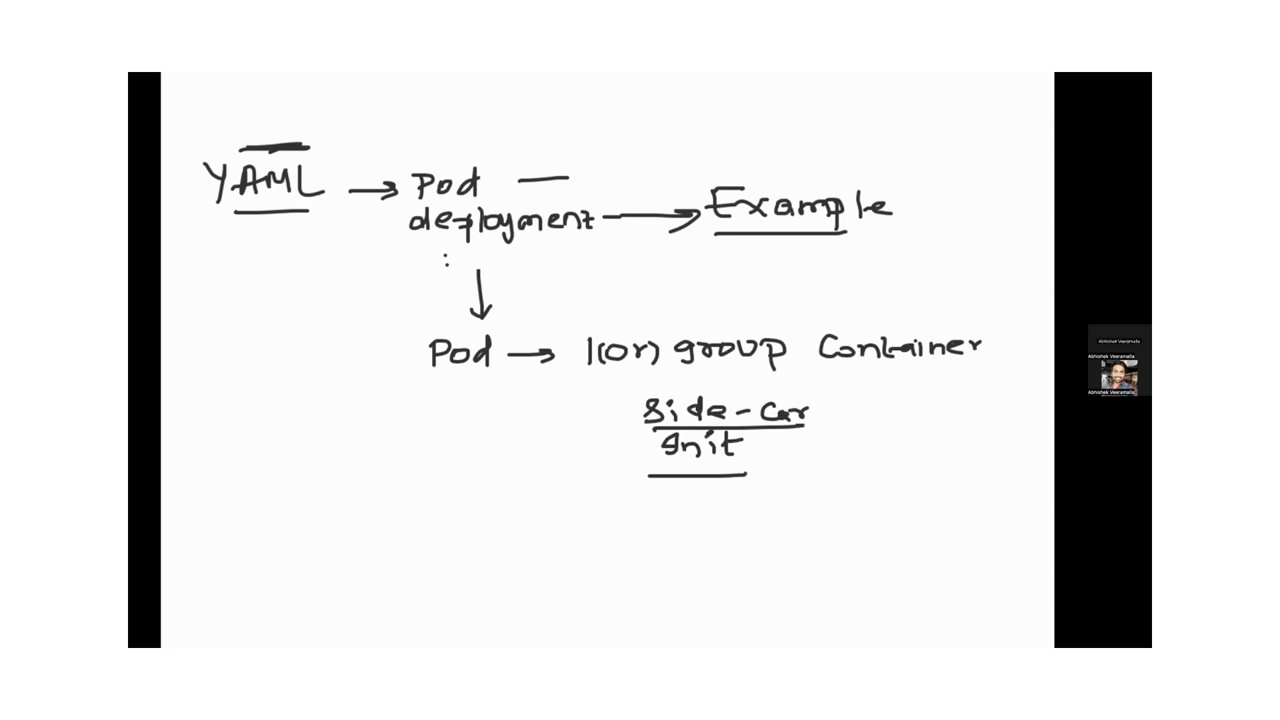 YAML → Pod —
deployment → Example
:
↓
Pod → 1(or) group Container
Side-Car
Init
Abhishek Veeramalla
Abhishek Veeramalla
Abhishek Veeramalla